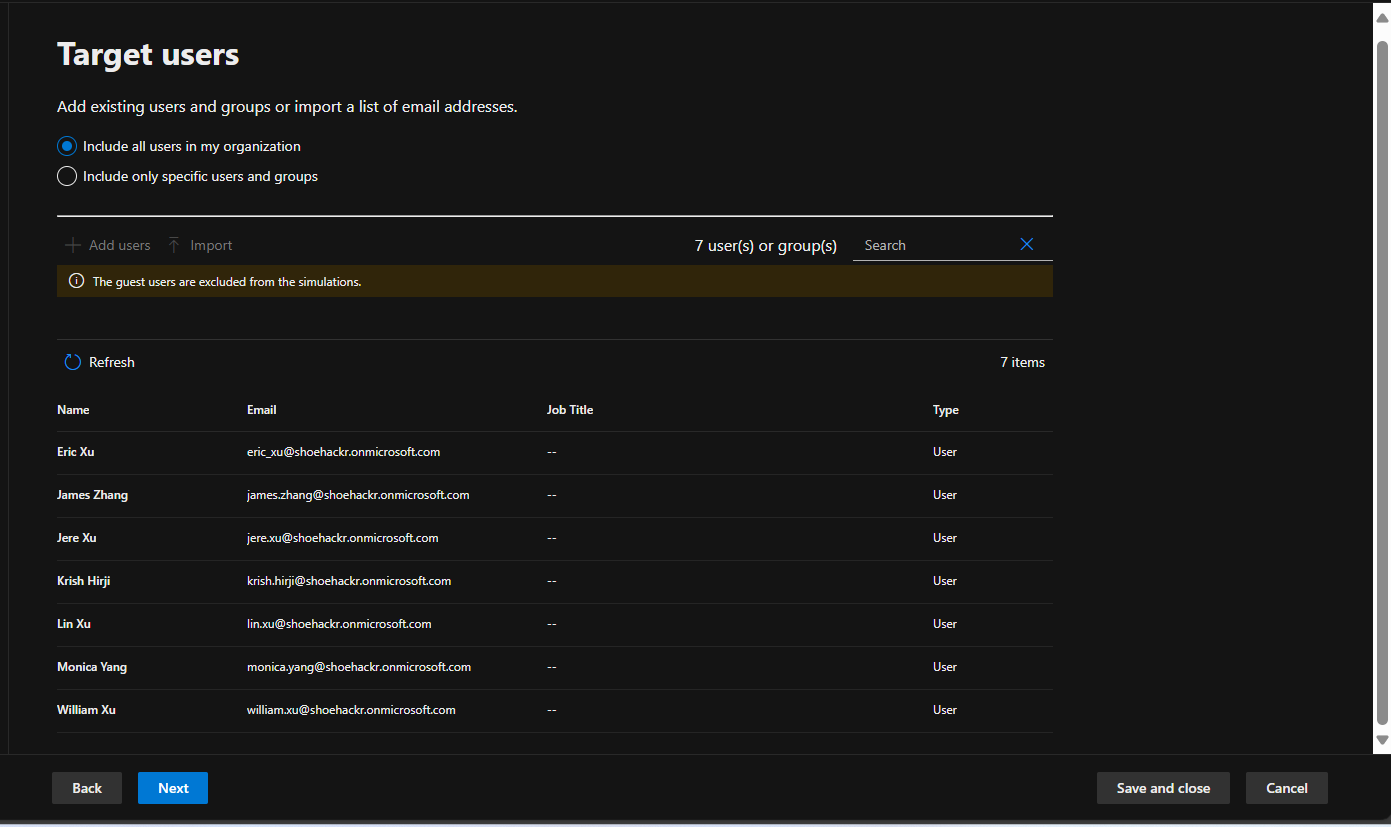 Target users
Add existing users and groups or import a list of email addresses.
Include all users in my organization
Include only specific users and groups
Add users Import 7 user(s) or group(s) Search
The guest users are excluded from the simulations.
Refresh 7 items
Name Email Job Title Type
Eric Xu eric_xu@shoehackr.onmicrosoft.com -- User
James Zhang james.zhang@shoehackr.onmicrosoft.com -- User
Jere Xu jere.xu@shoehackr.onmicrosoft.com -- User
Krish Hirji krish.hirji@shoehackr.onmicrosoft.com -- User
Lin Xu lin.xu@shoehackr.onmicrosoft.com -- User
Monica Yang monica.yang@shoehackr.onmicrosoft.com -- User
William Xu william.xu@shoehackr.onmicrosoft.com -- User
Back Next Save and close Cancel